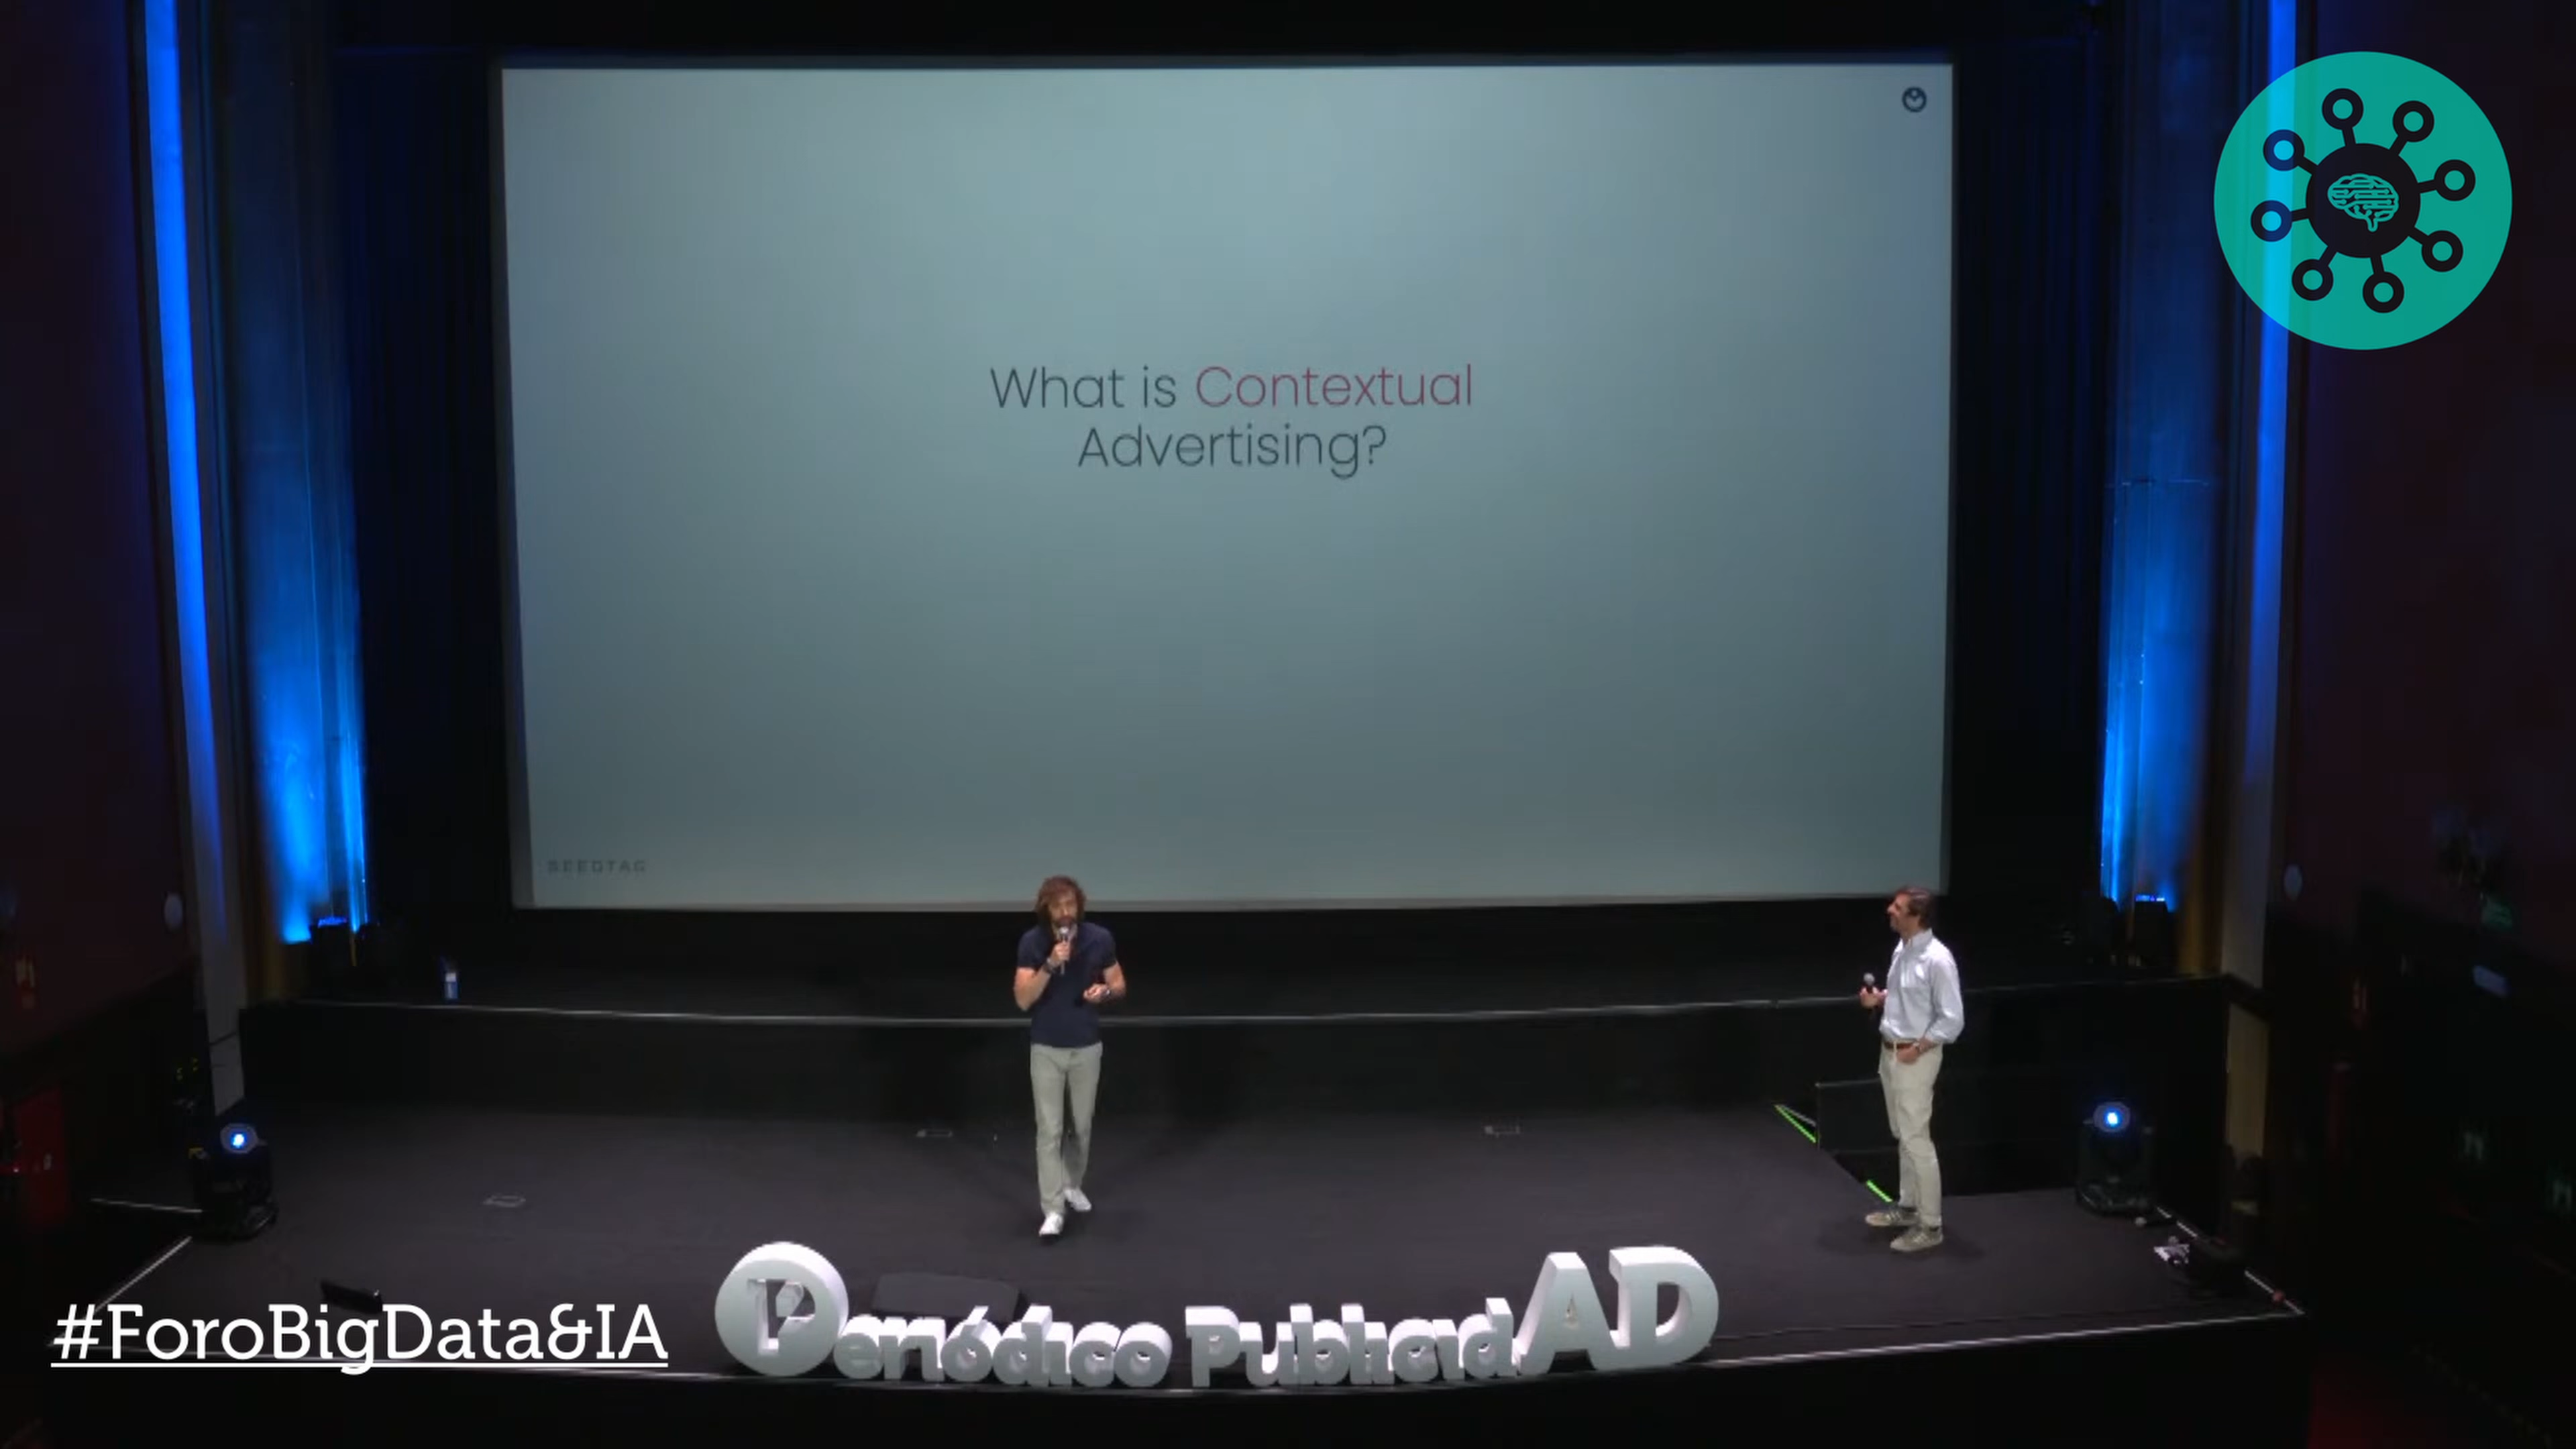 What is Contextual
Advertising?
SEEDTAG
#ForoBigData&IA
Periódico PublicidAD